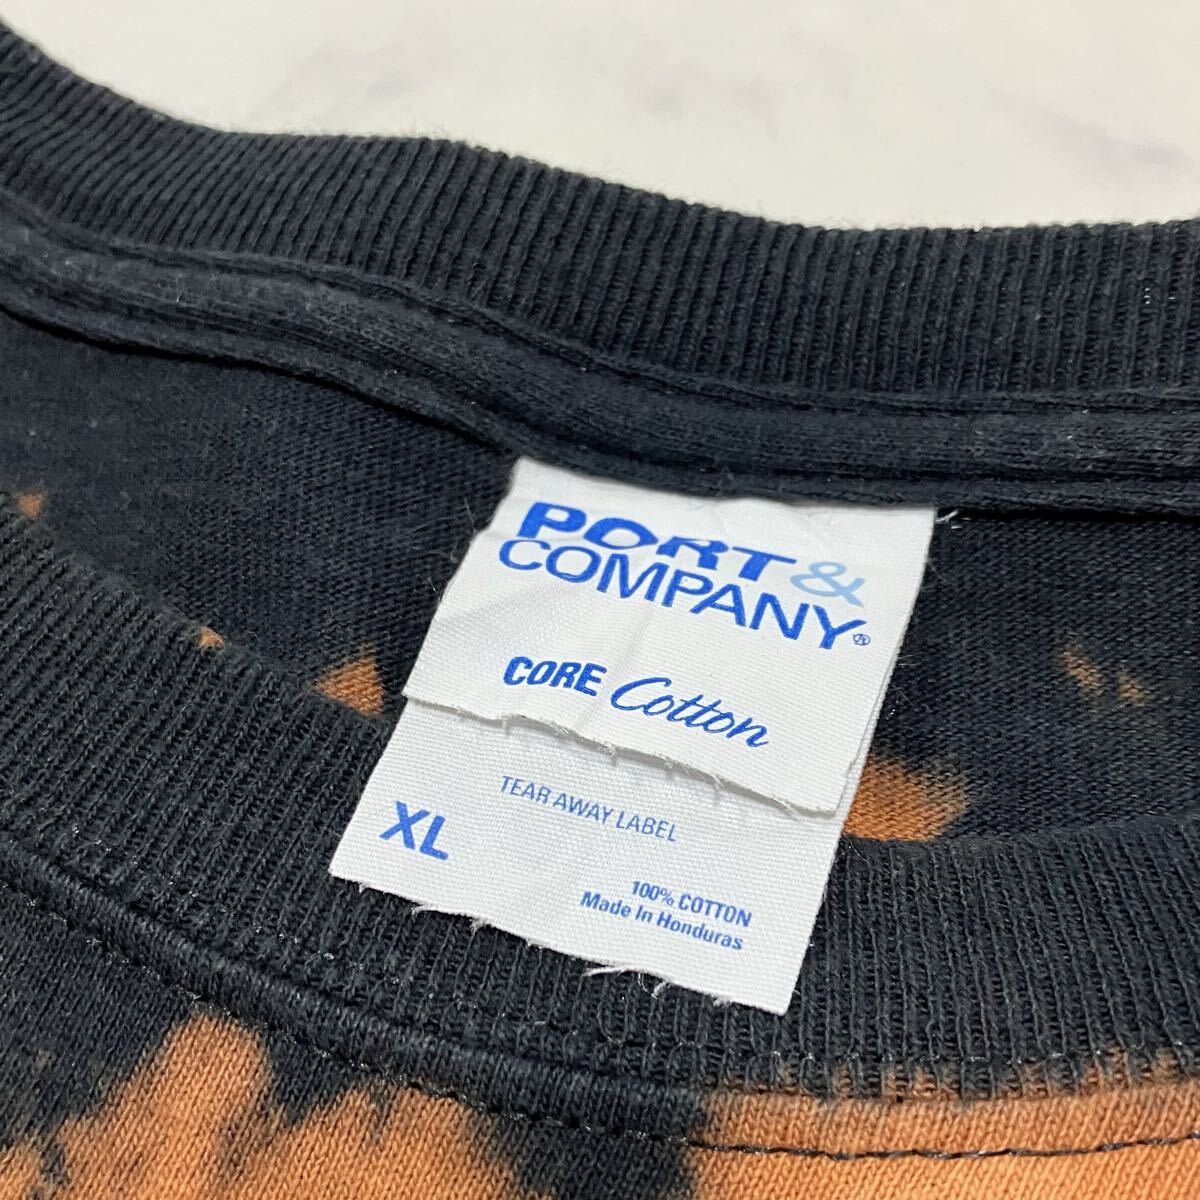 PORT &
COMPANY®
CORE Cotton
TEAR AWAY LABEL
XL
100% COTTON
Made In Honduras